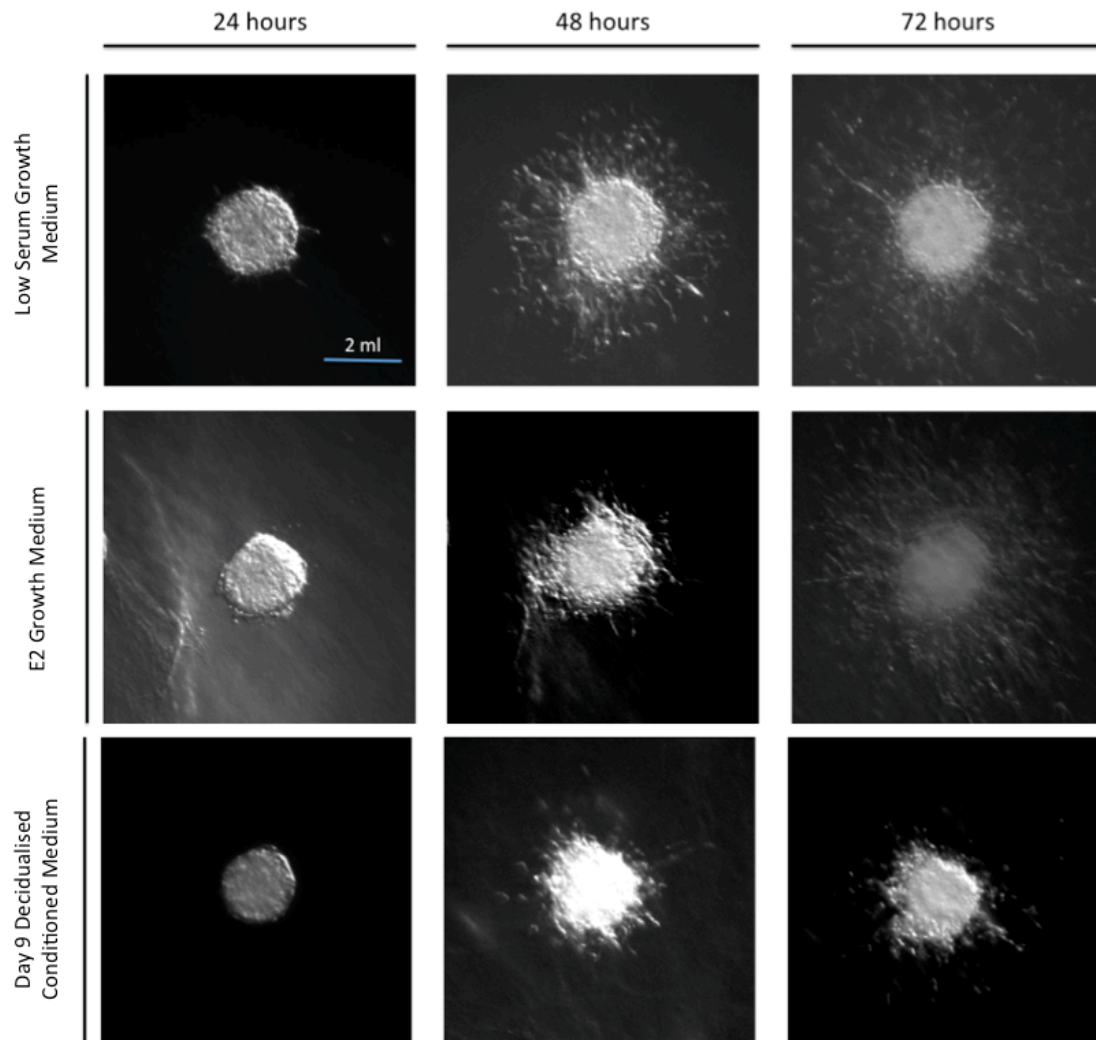 24 hours
48 hours
72 hours
Low Serum Growth
Medium
2 ml
E2 Growth Medium
Day 9 Decidualised
Conditioned Medium